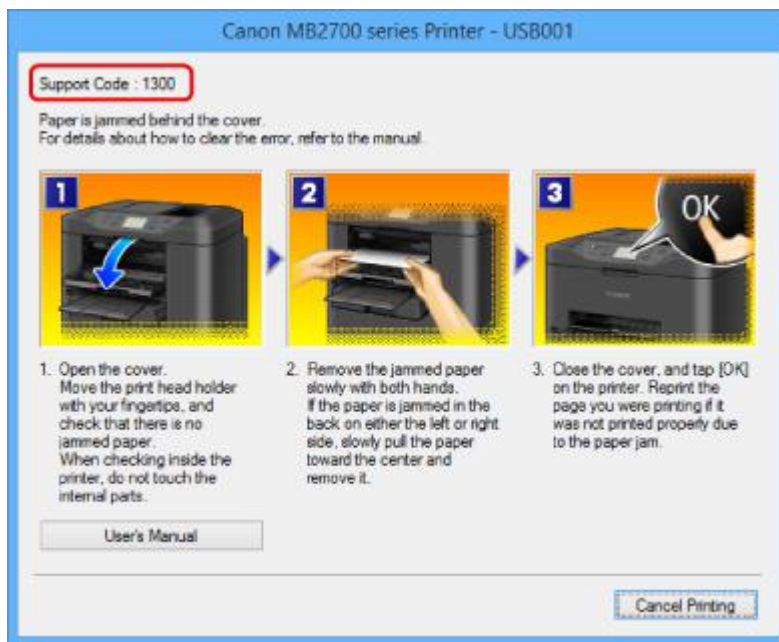 Canon MB2700 series Printer - USB001
Support Code : 1300
Paper is jammed behind the cover.
For details about how to clear the error, refer to the manual.
1
2
3
OK
1. Open the cover.
Move the print head holder
with your fingertips, and
check that there is no
jammed paper.
When checking inside the
printer, do not touch the
internal parts.
2. Remove the jammed paper
slowly with both hands.
If the paper is jammed in the
back on either the left or right
side, slowly pull the paper
toward the center and
remove it.
3. Close the cover, and tap [OK]
on the printer. Reprint the
page you were printing if it
was not printed properly due
to the paper jam.
User's Manual
Cancel Printing